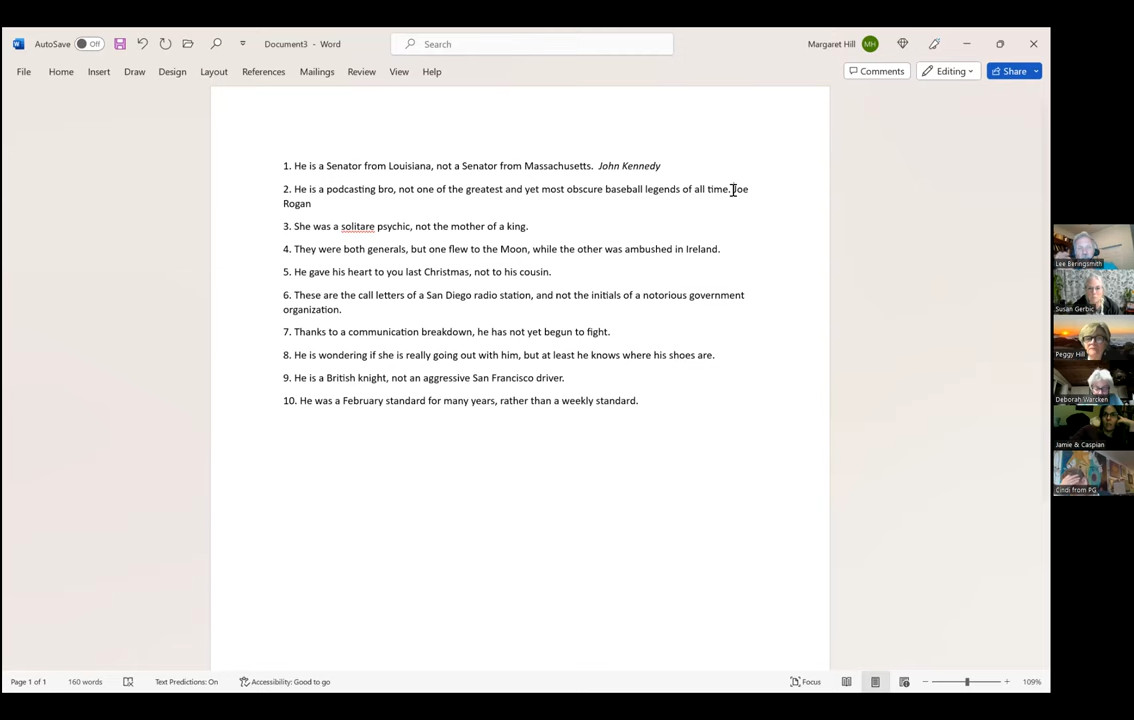 AutoSave Off Document3 - Word Search Margaret Hill MH
File Home Insert Draw Design Layout References Mailings Review View Help Comments Editing Share
1. He is a Senator from Louisiana, not a Senator from Massachusetts. John Kennedy
2. He is a podcasting bro, not one of the greatest and yet most obscure baseball legends of all time. Joe
Rogan
3. She was a solitare psychic, not the mother of a king.
4. They were both generals, but one flew to the Moon, while the other was ambushed in Ireland.
5. He gave his heart to you last Christmas, not to his cousin.
6. These are the call letters of a San Diego radio station, and not the initials of a notorious government
organization.
7. Thanks to a communication breakdown, he has not yet begun to fight.
8. He is wondering if she is really going out with him, but at least he knows where his shoes are.
9. He is a British knight, not an aggressive San Francisco driver.
10. He was a February standard for many years, rather than a weekly standard.
Lee Beringsmith
Susan Gerbic
Peggy Hill
Deborah Warcken
Jamie & Caspian
Cindi from PG
Page 1 of 1 160 words Text Predictions: On Accessibility: Good to go Focus 109%